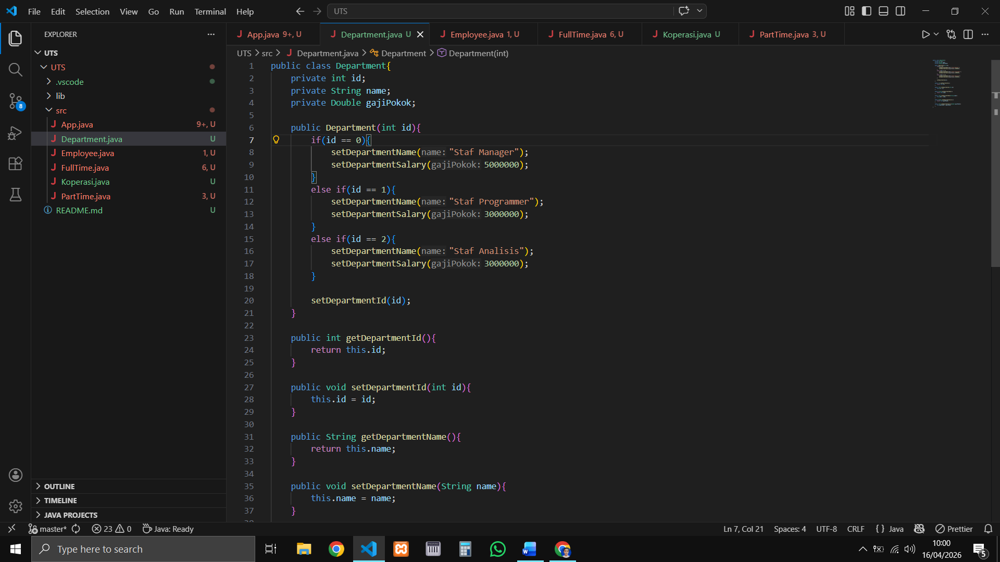 File Edit Selection View Go Run Terminal Help
UTS
EXPLORER
UTS
UTS
.vscode
lib
src
App.java 9+, U
Department.java U
Employee.java 1, U
FullTime.java 6, U
Koperasi.java U
PartTime.java 3, U
README.md U
OUTLINE
TIMELINE
JAVA PROJECTS
8
App.java 9+, U Department.java U Employee.java 1, U FullTime.java 6, U Koperasi.java U PartTime.java 3, U
UTS > src > Department.java > Department > Department(int)
1 public class Department{
2 private int id;
3 private String name;
4 private Double gajiPokok;
5
6 public Department(int id){
7 if(id == 0){
8 setDepartmentName(name: "Staf Manager");
9 setDepartmentSalary(gajiPokok: 5000000);
10 }
11 else if(id == 1){
12 setDepartmentName(name: "Staf Programmer");
13 setDepartmentSalary(gajiPokok: 3000000);
14 }
15 else if(id == 2){
16 setDepartmentName(name: "Staf Analisis");
17 setDepartmentSalary(gajiPokok: 3000000);
18 }
19
20 setDepartmentId(id);
21 }
22
23 public int getDepartmentId(){
24 return this.id;
25 }
26
27 public void setDepartmentId(int id){
28 this.id = id;
29 }
30
31 public String getDepartmentName(){
32 return this.name;
33 }
34
35 public void setDepartmentName(String name){
36 this.name = name;
37 }
master* 23 0 Java: Ready Ln 7, Col 21 Spaces: 4 UTF-8 CRLF {} Java Prettier
Type here to search
10:00
16/04/2026
5